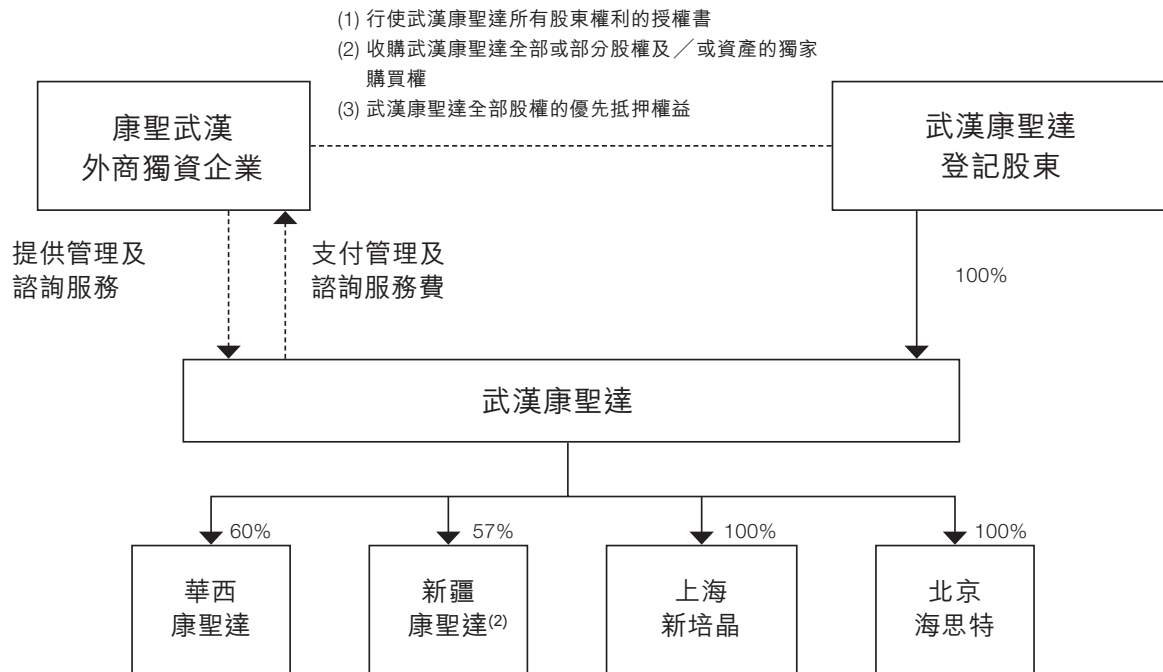 (1) 行使武漢康聖達所有股東權利的授權書
(2) 收購武漢康聖達全部或部分股權及／或資產的獨家
購買權
(3) 武漢康聖達全部股權的優先抵押權益
康聖武漢
外商獨資企業
武漢康聖達
登記股東
提供管理及
諮詢服務
支付管理及
諮詢服務費
100%
武漢康聖達
60%
57%
100%
100%
華西
康聖達
新疆
康聖達(2)
上海
新培晶
北京
海思特